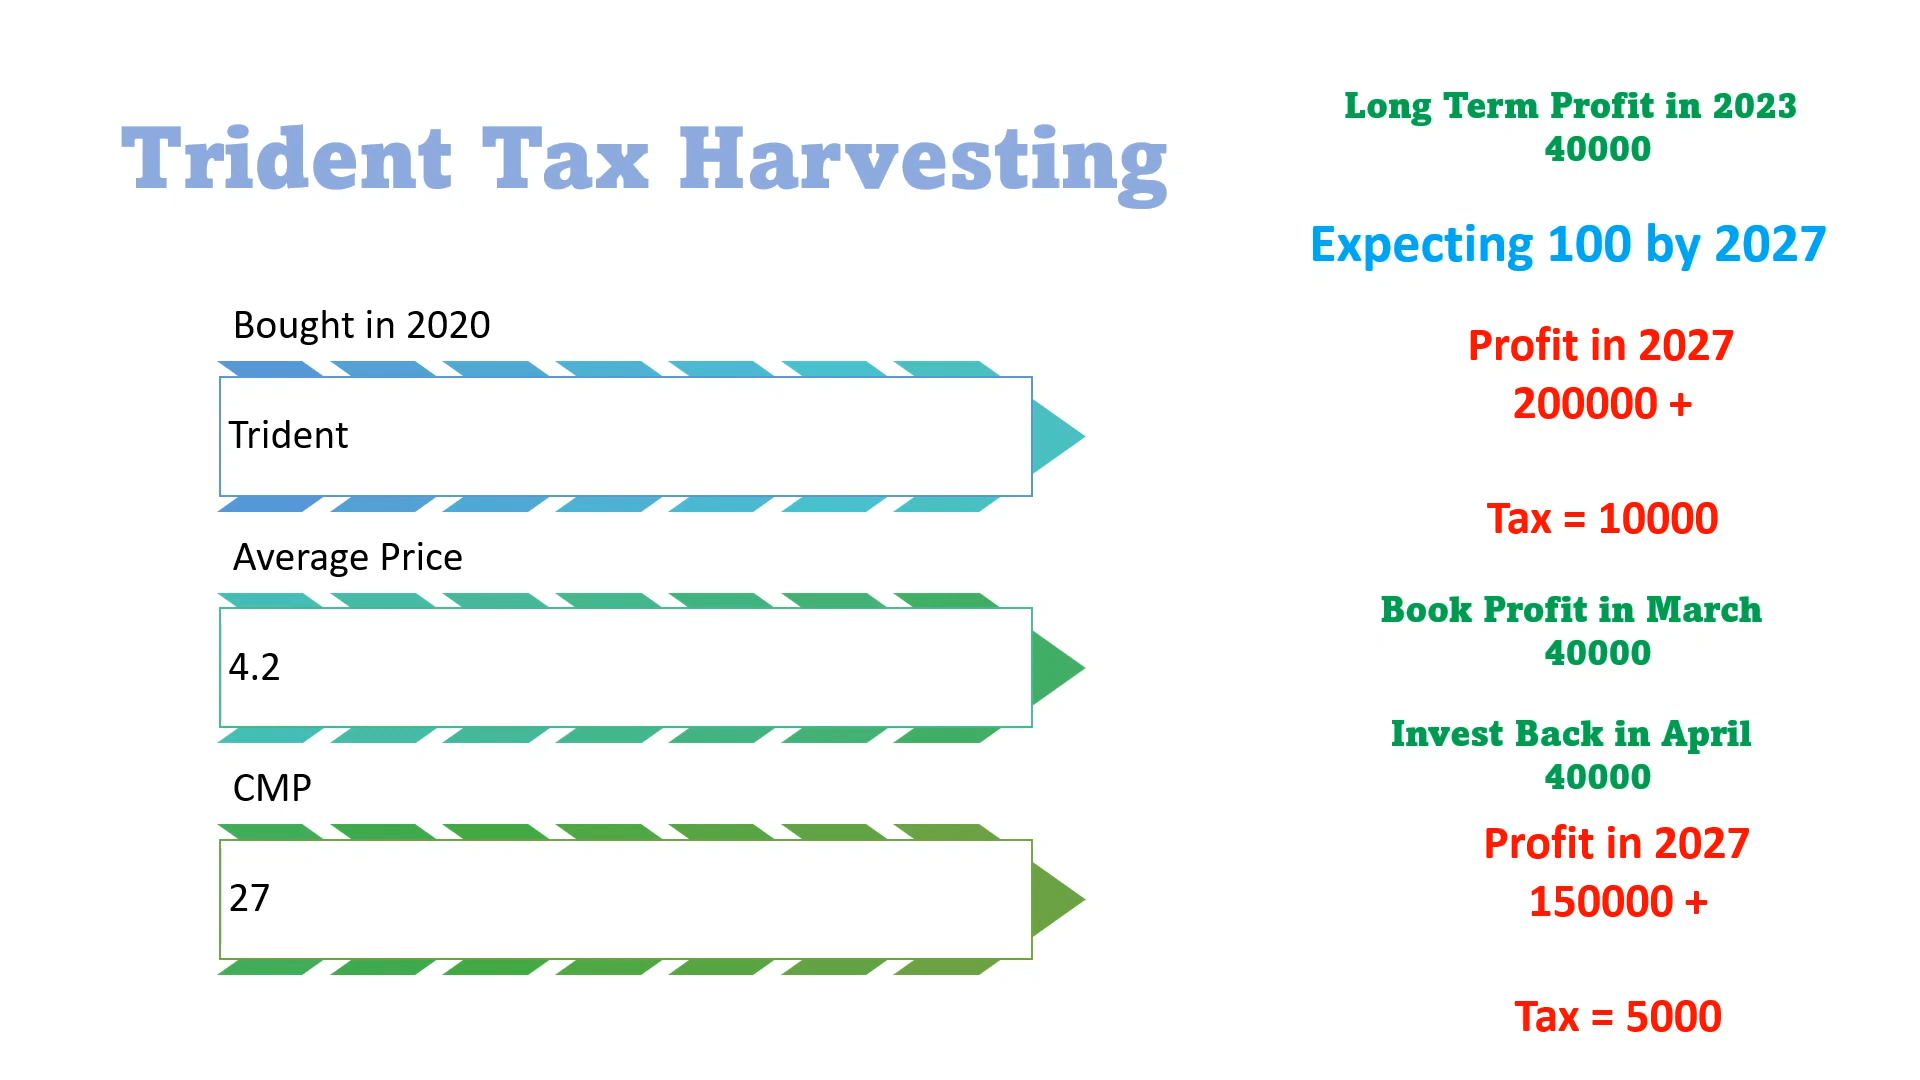 Trident Tax Harvesting
Bought in 2020
Trident
Average Price
4.2
CMP
27
Long Term Profit in 2023
40000
Expecting 100 by 2027
Profit in 2027
200000 +
Tax = 10000
Book Profit in March
40000
Invest Back in April
40000
Profit in 2027
150000 +
Tax = 5000